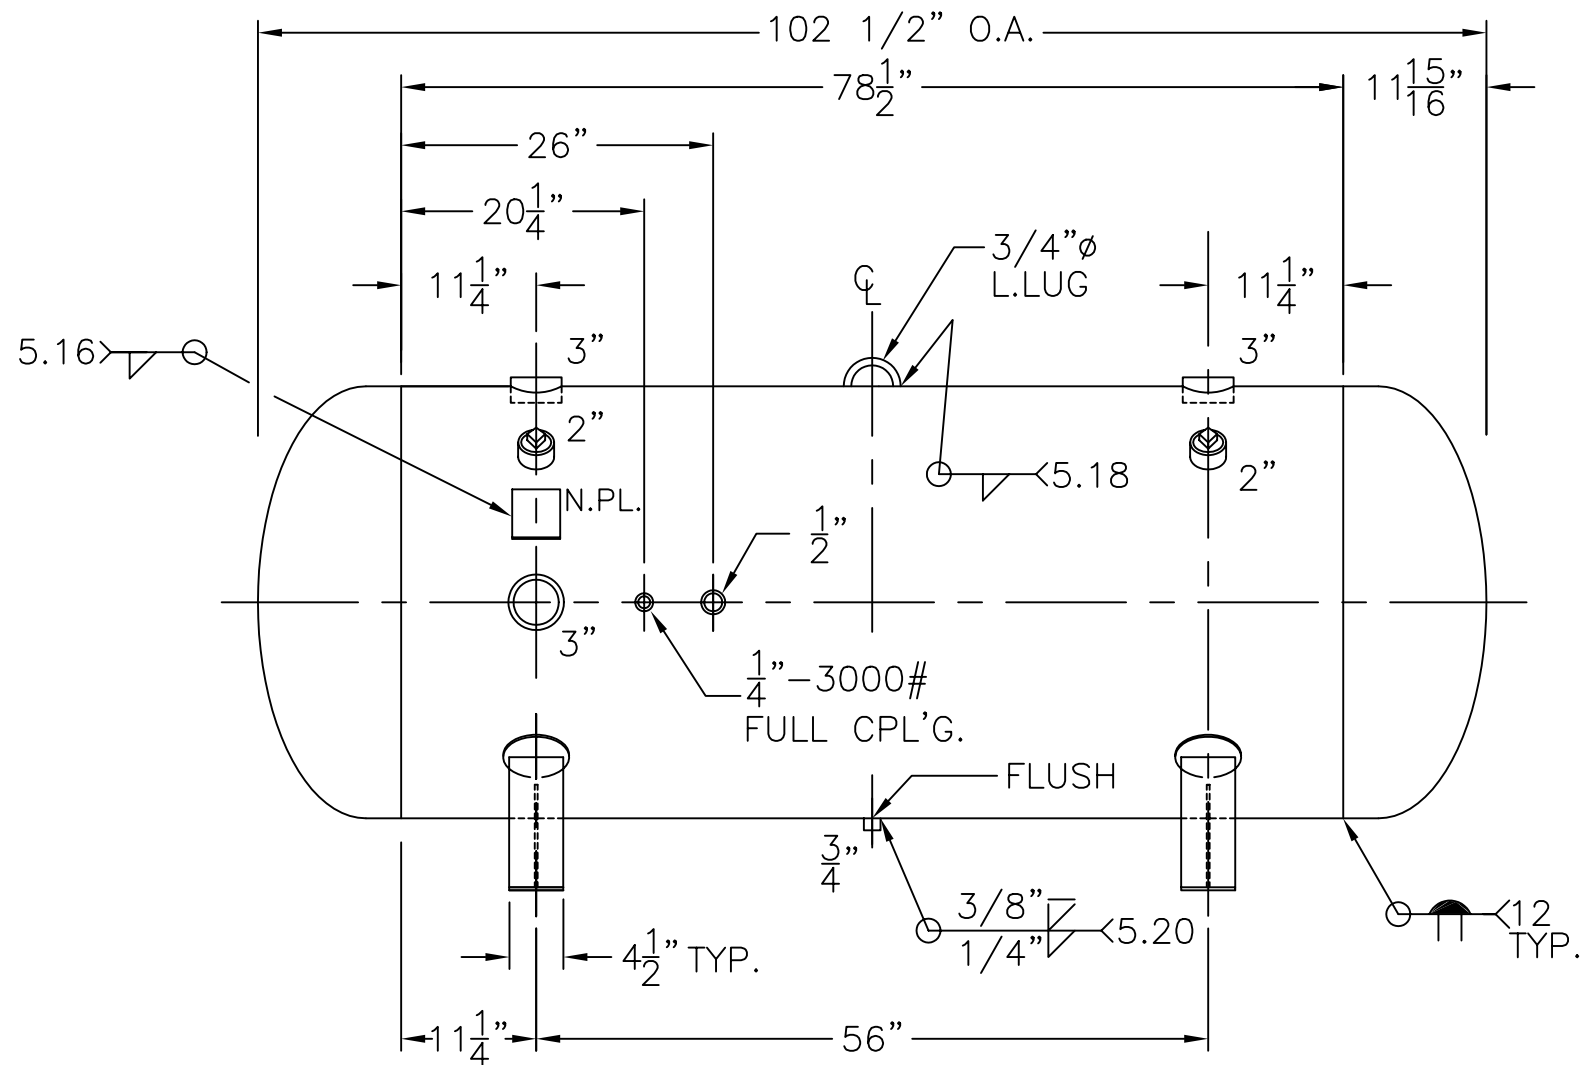 102 1/2” O.A.
78 1/2”
11 15/16”
26”
20 1/4”
11 1/4”
3/4”ø
L.LUG
CL
11 1/4”
5.16
3”
3”
2”
2”
5.18
N.PL.
1/2”
3”
1/4”–3000#
FULL CPL’G.
FLUSH
3/4”
3/8”
1/4”
5.20
12
TYP.
4 1/2” TYP.
11 1/4”
56”